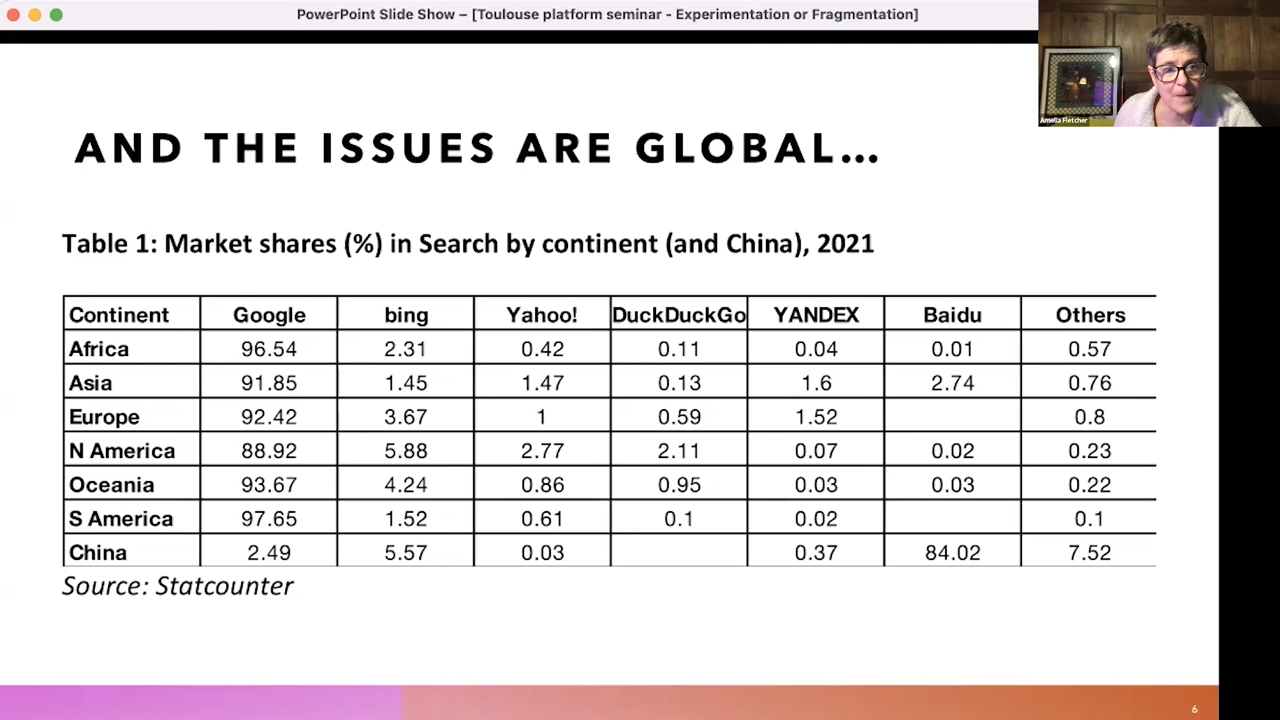 PowerPoint Slide Show – [Toulouse platform seminar - Experimentation or Fragmentation]
Amelia Fletcher
AND THE ISSUES ARE GLOBAL...
Table 1: Market shares (%) in Search by continent (and China), 2021
Continent Google bing Yahoo! DuckDuckGo YANDEX Baidu Others
Africa 96.54 2.31 0.42 0.11 0.04 0.01 0.57
Asia 91.85 1.45 1.47 0.13 1.6 2.74 0.76
Europe 92.42 3.67 1 0.59 1.52 0.8
N America 88.92 5.88 2.77 2.11 0.07 0.02 0.23
Oceania 93.67 4.24 0.86 0.95 0.03 0.03 0.22
S America 97.65 1.52 0.61 0.1 0.02 0.1
China 2.49 5.57 0.03 0.37 84.02 7.52
Source: Statcounter
6